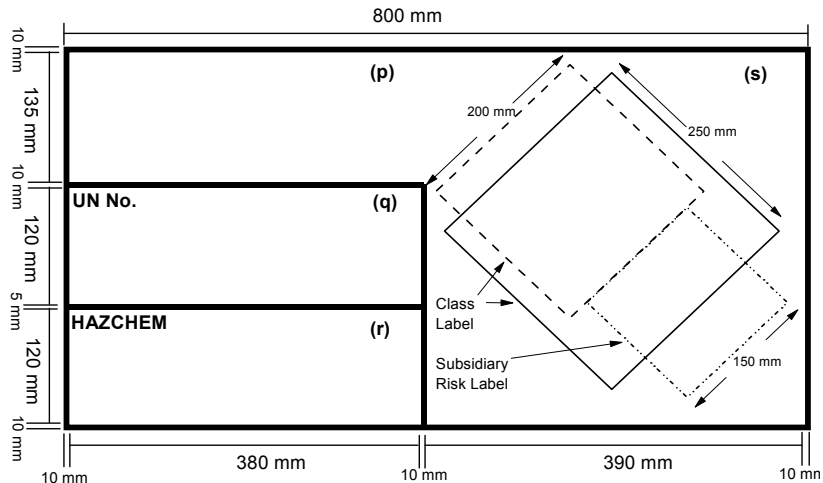 800 mm
10 mm
(p)
(s)
200 mm
250 mm
135 mm
10 mm
UN No.
(q)
120 mm
5 mm
HAZCHEM
(r)
Class
Label
120 mm
Subsidiary
Risk Label
150 mm
10 mm
380 mm
390 mm
10 mm
10 mm
10 mm